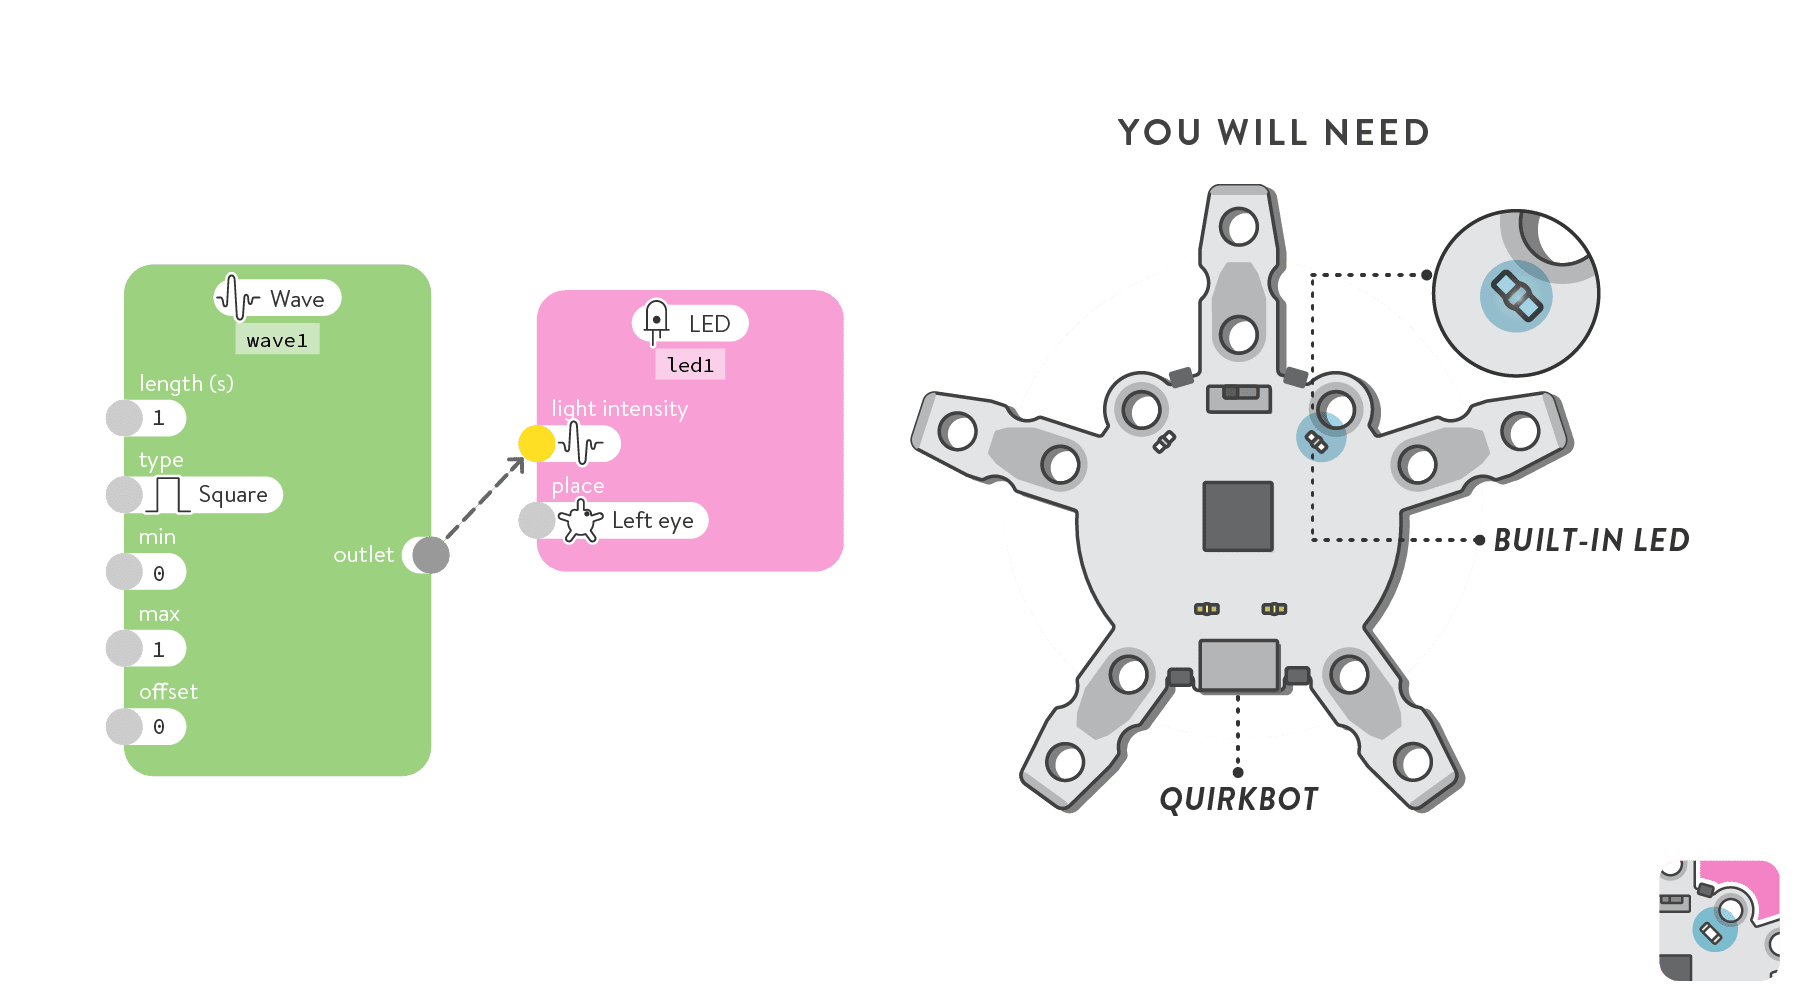 YOU WILL NEED
Wave
wave1
length (s)
1
type
Square
min
0
max
1
offset
0
outlet
LED
led1
light intensity
place
Left eye
BUILT-IN LED
QUIRKBOT